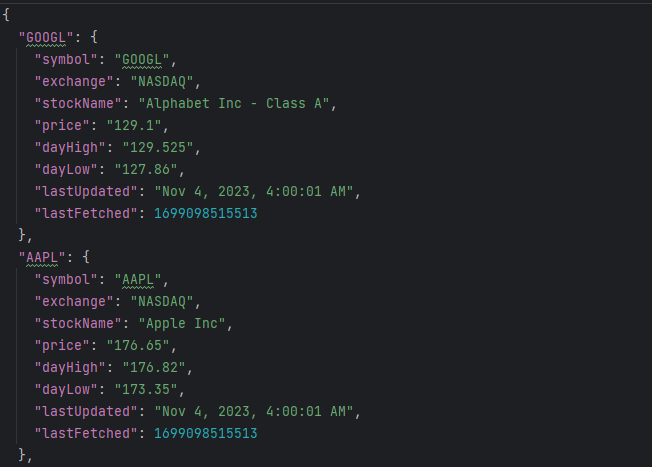 {
  "GOOGL": {
    "symbol": "GOOGL",
    "exchange": "NASDAQ",
    "stockName": "Alphabet Inc - Class A",
    "price": "129.1",
    "dayHigh": "129.525",
    "dayLow": "127.86",
    "lastUpdated": "Nov 4, 2023, 4:00:01 AM",
    "lastFetched": 1699098515513
  },
  "AAPL": {
    "symbol": "AAPL",
    "exchange": "NASDAQ",
    "stockName": "Apple Inc",
    "price": "176.65",
    "dayHigh": "176.82",
    "dayLow": "173.35",
    "lastUpdated": "Nov 4, 2023, 4:00:01 AM",
    "lastFetched": 1699098515513
  },